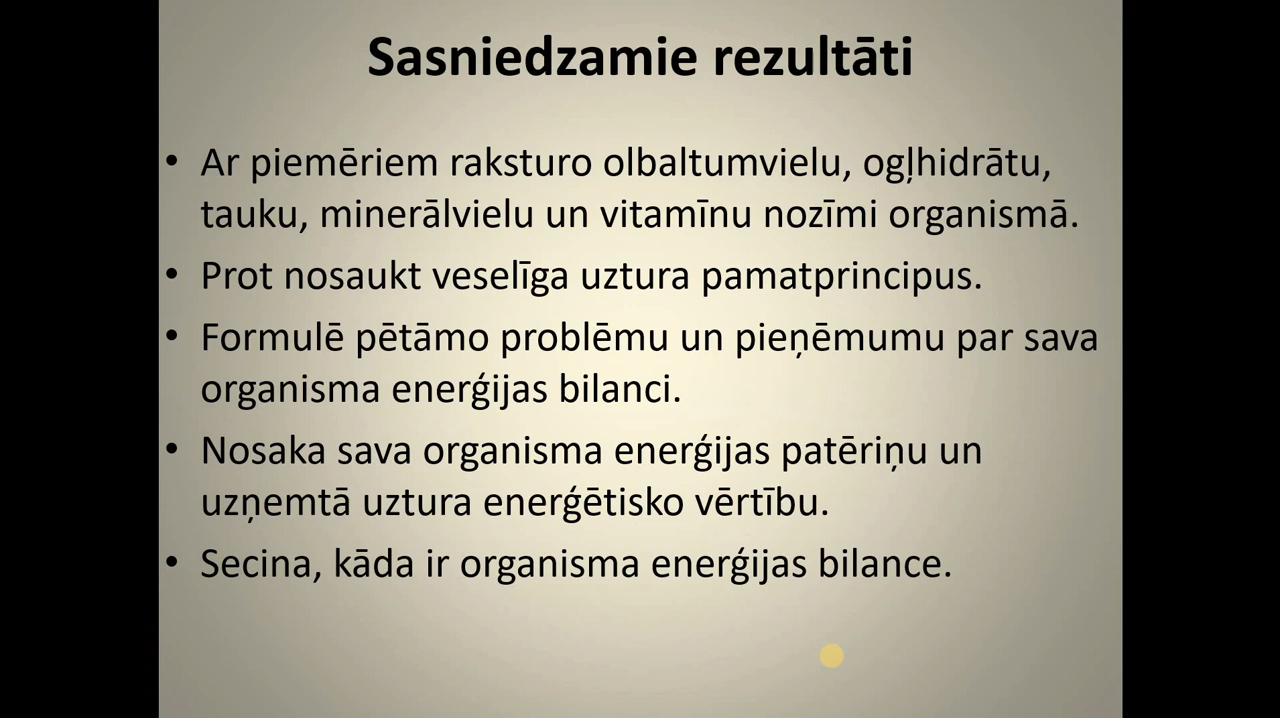 Sasniedzamie rezultāti
• Ar piemēriem raksturo olbaltumvielu, ogļhidrātu,
tauku, minerālvielu un vitamīnu nozīmi organismā.
• Prot nosaukt veselīga uztura pamatprincipus.
• Formulē pētāmo problēmu un pieņēmumu par sava
organisma enerģijas bilanci.
• Nosaka sava organisma enerģijas patēriņu un
uzņemtā uztura enerģētisko vērtību.
• Secina, kāda ir organisma enerģijas bilance.